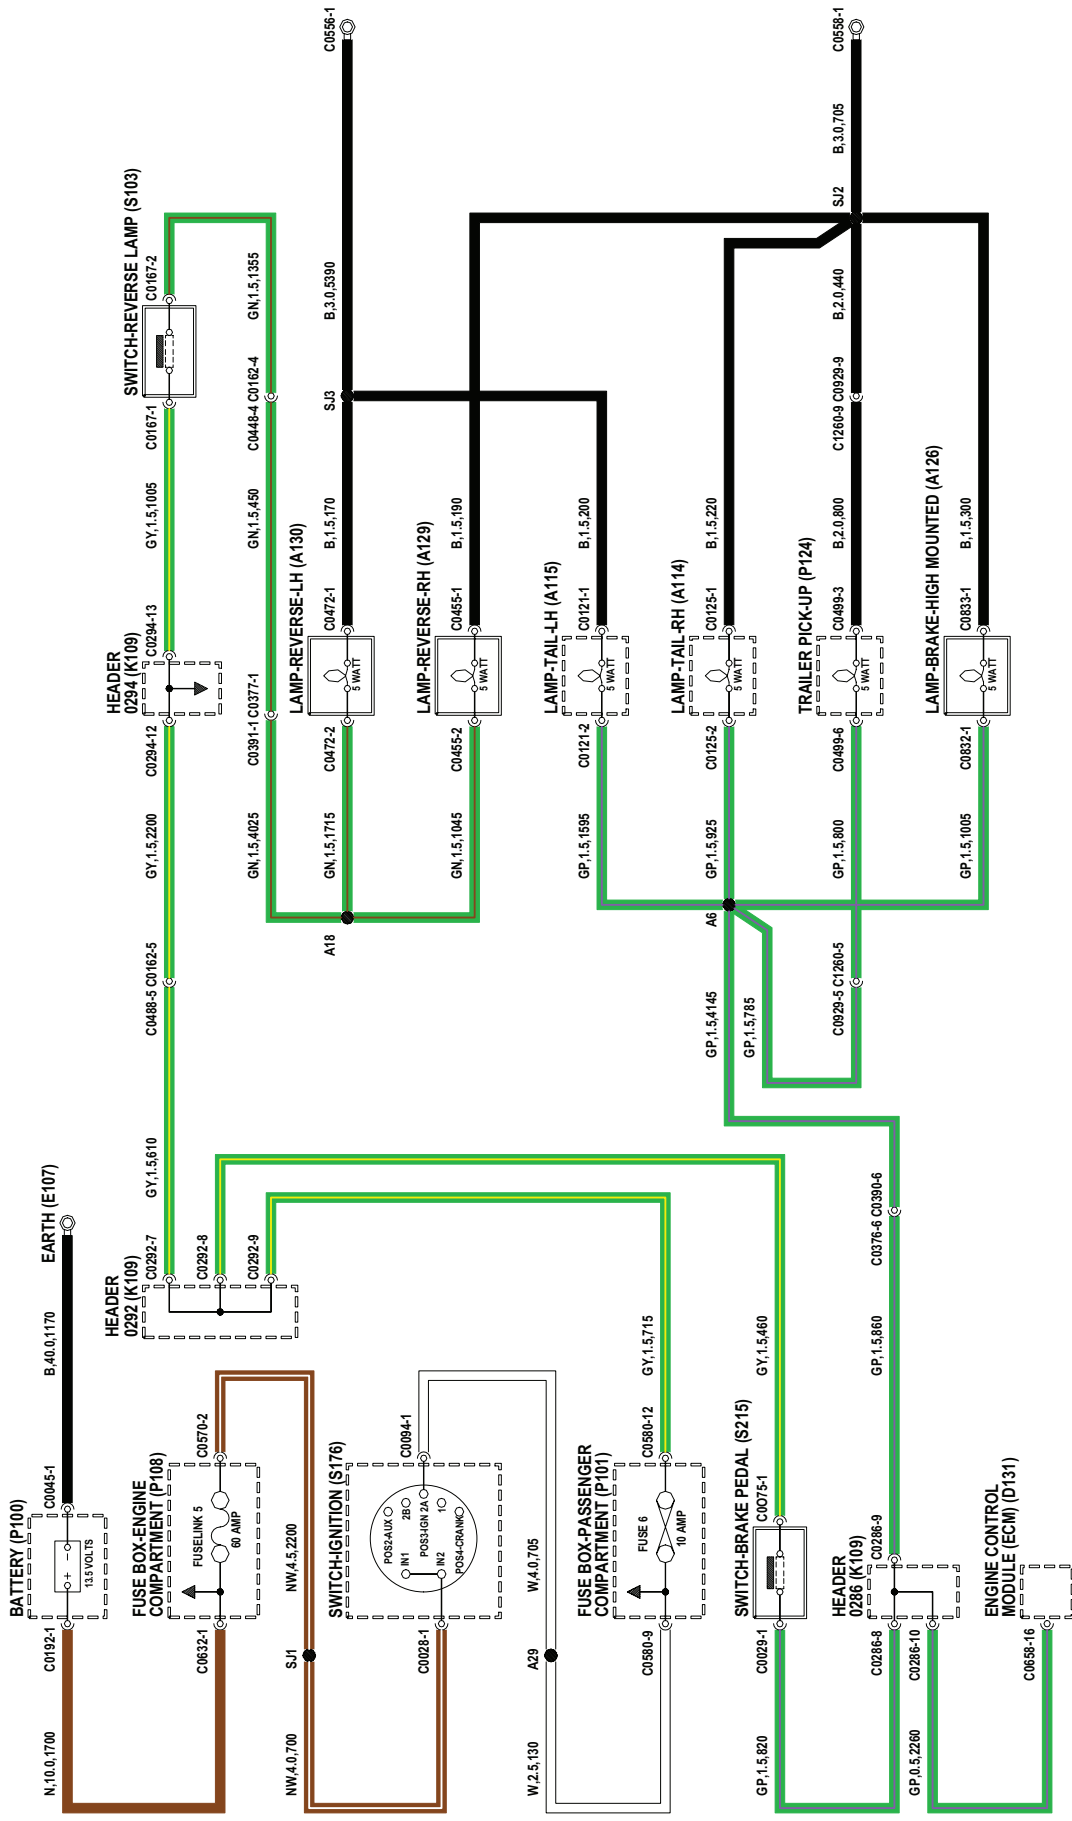 BATTERY (P100)
C0192-1
C0045-1
13.5 VOLTS
+
-
N,10.0,1700
B,40.0,1170
EARTH (E107)
FUSE BOX-ENGINE
COMPARTMENT (P108)
C0632-1
FUSELINK 5
60 AMP
C0570-2
NW,4.5,2200
SJ1
NW,4.0,700
SWITCH-IGNITION (S176)
C0028-1
C0094-1
POS2-AUX
IN1
2B
POS3-IGN 2A
IN2
1
POS4-CRANK
W,4.0,705
A29
W,2.5,130
FUSE BOX-PASSENGER
COMPARTMENT (P101)
C0580-9
FUSE 6
10 AMP
C0580-12
GY,1.5,715
HEADER
0292 (K109)
C0292-7
C0292-8
C0292-9
GY,1.5,610
C0488-5 C0162-5
GY,1.5,2200
C0294-12
HEADER
0294 (K109)
C0294-13
GY,1.5,1005
C0167-1
SWITCH-REVERSE LAMP (S103)
C0167-2
GN,1.5,1355
C0448-4 C0162-4
GN,1.5,450
C0391-1 C0377-1
GN,1.5,4025
A18
GN,1.5,1715
C0472-2
LAMP-REVERSE-LH (A130)
5 WATT
C0472-1
B,1.5,170
SJ3
B,3.0,5390
C0556-1
GN,1.5,1045
C0455-2
LAMP-REVERSE-RH (A129)
5 WATT
C0455-1
B,1.5,190
GP,1.5,1595
C0121-2
LAMP-TAIL-LH (A115)
5 WATT
C0121-1
B,1.5,200
A6
GP,1.5,925
C0125-2
LAMP-TAIL-RH (A114)
5 WATT
C0125-1
B,1.5,220
GP,1.5,4145
GP,1.5,785
C0929-5 C1260-5
GP,1.5,800
C0499-6
TRAILER PICK-UP (P124)
5 WATT
C0499-3
B,2.0,800
C1260-9 C0929-9
B,2.0,440
SJ2
B,3.0,705
C0558-1
GP,1.5,1005
C0832-1
LAMP-BRAKE-HIGH MOUNTED (A126)
5 WATT
C0833-1
B,1.5,300
SWITCH-BRAKE PEDAL (S215)
C0029-1
C0075-1
GY,1.5,460
GP,1.5,820
HEADER
0286 (K109)
C0286-8
C0286-10
C0286-9
GP,1.5,860
C0376-6 C0390-6
GP,0.5,2260
ENGINE CONTROL
MODULE (ECM) (D131)
C0658-16